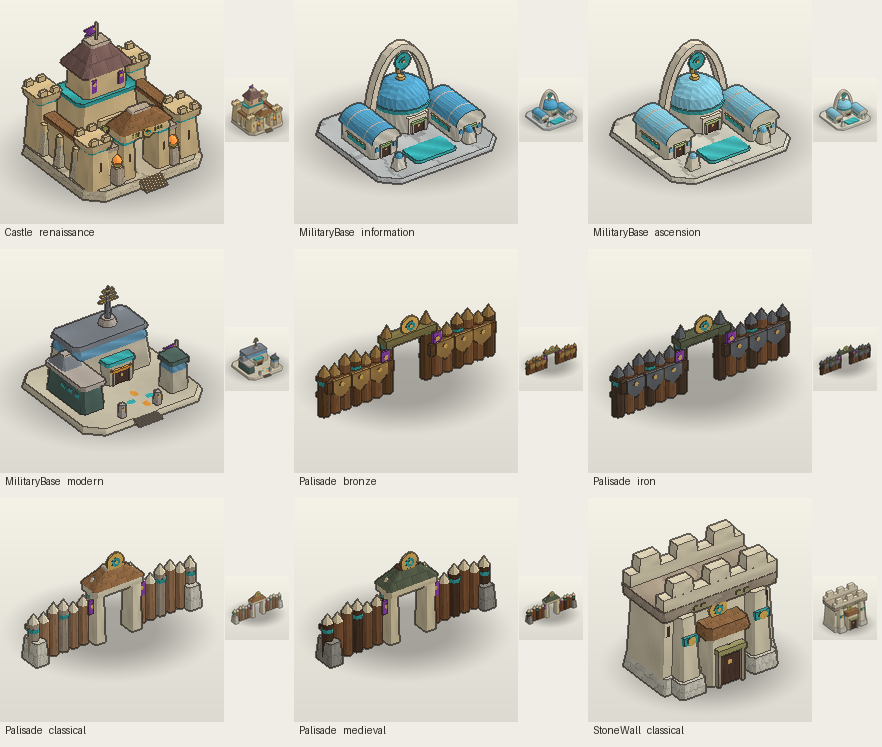 Castle renaissance
MilitaryBase information
MilitaryBase ascension
MilitaryBase modern
Palisade bronze
Palisade iron
Palisade classical
Palisade medieval
StoneWall classical